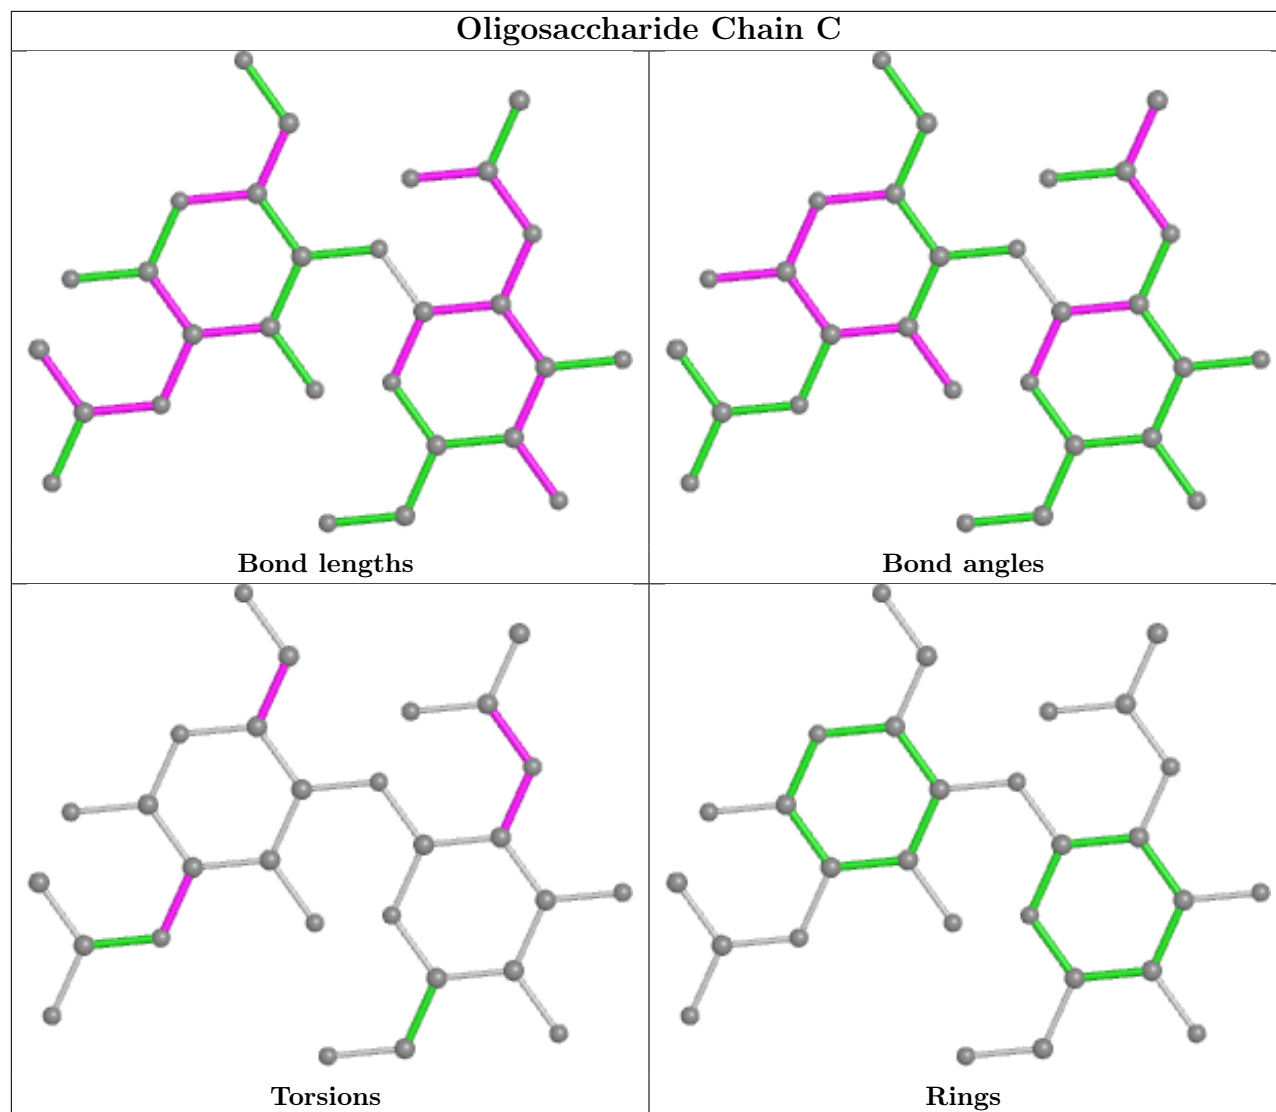 Oligosaccharide Chain C
Bond lengths
Bond angles
Torsions
Rings